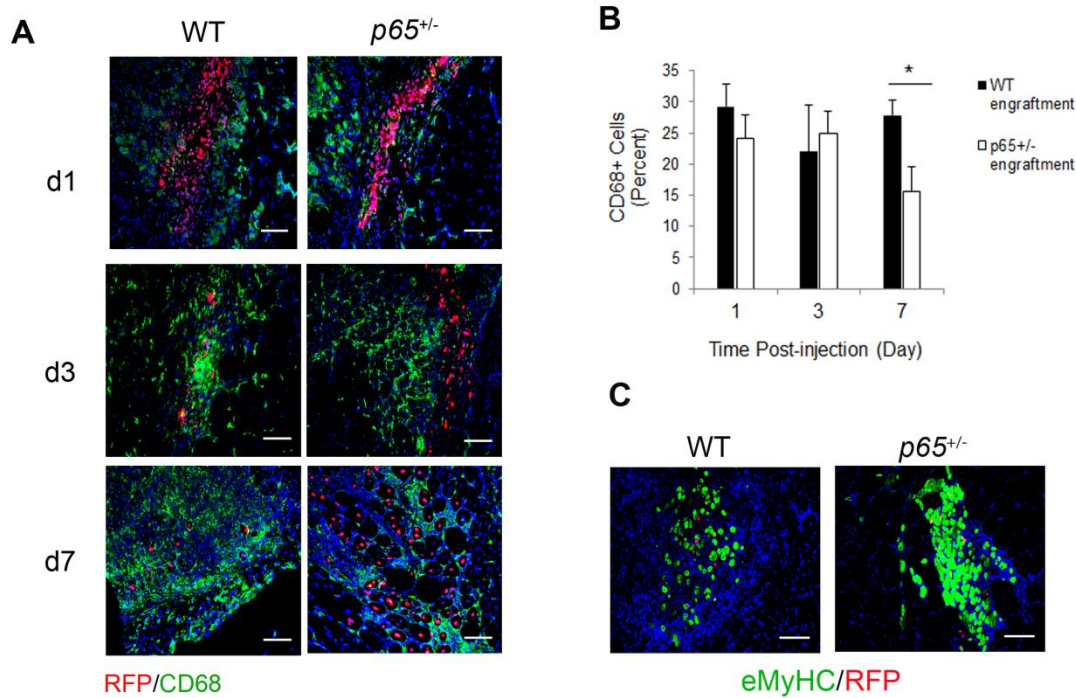 A
WT
p65+/-
d1
d3
d7
RFP/CD68
B
35
30
25
20
15
10
5
0
CD68+ Cells
(Percent)
*
1
3
7
Time Post-injection (Day)
WT
engraftment
p65+/-
engraftment
C
WT
p65+/-
eMyHC/RFP